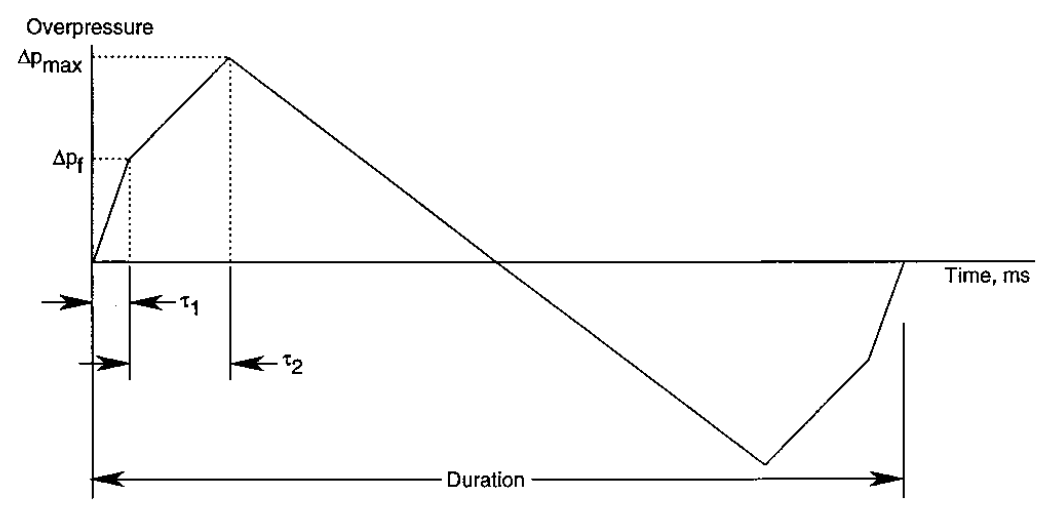 Overpressure
Δpmax
Δpf
Time, ms
τ1
τ2
Duration